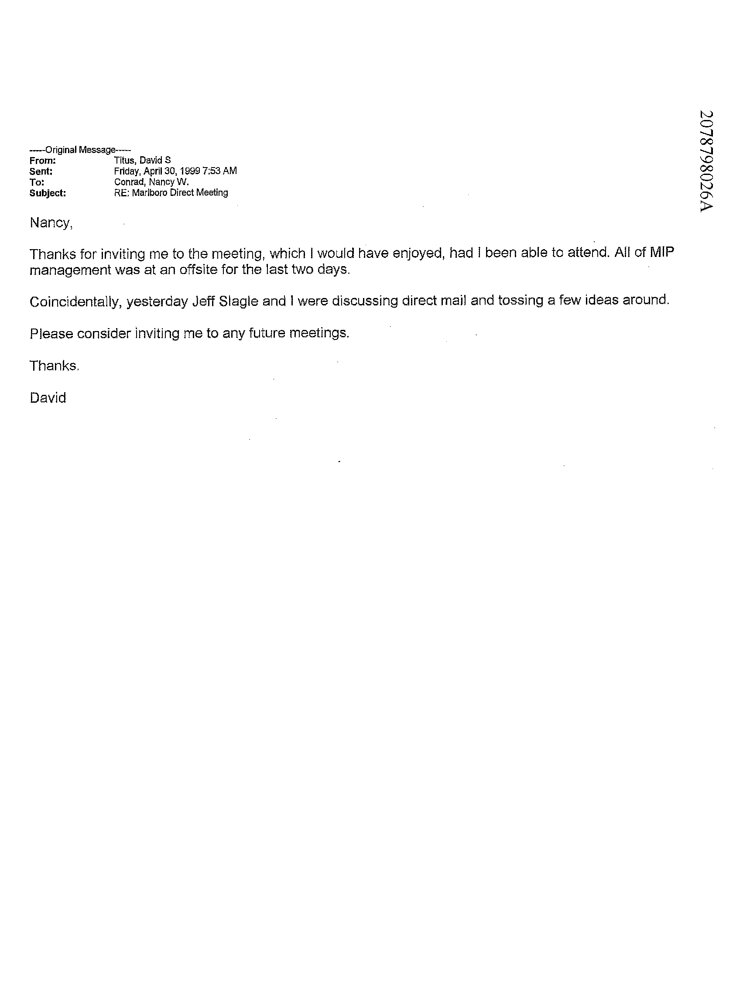 2078798026A
-----Original Message-----
From: Titus, David S
Sent: Friday, April 30, 1999 7:53 AM
To: Conrad, Nancy W.
Subject: RE: Marlboro Direct Meeting
Nancy,
Thanks for inviting me to the meeting, which I would have enjoyed, had I been able to attend. All of MIP
management was at an offsite for the last two days.
Coincidentally, yesterday Jeff Slagle and I were discussing direct mail and tossing a few ideas around.
Please consider inviting me to any future meetings.
Thanks.
David